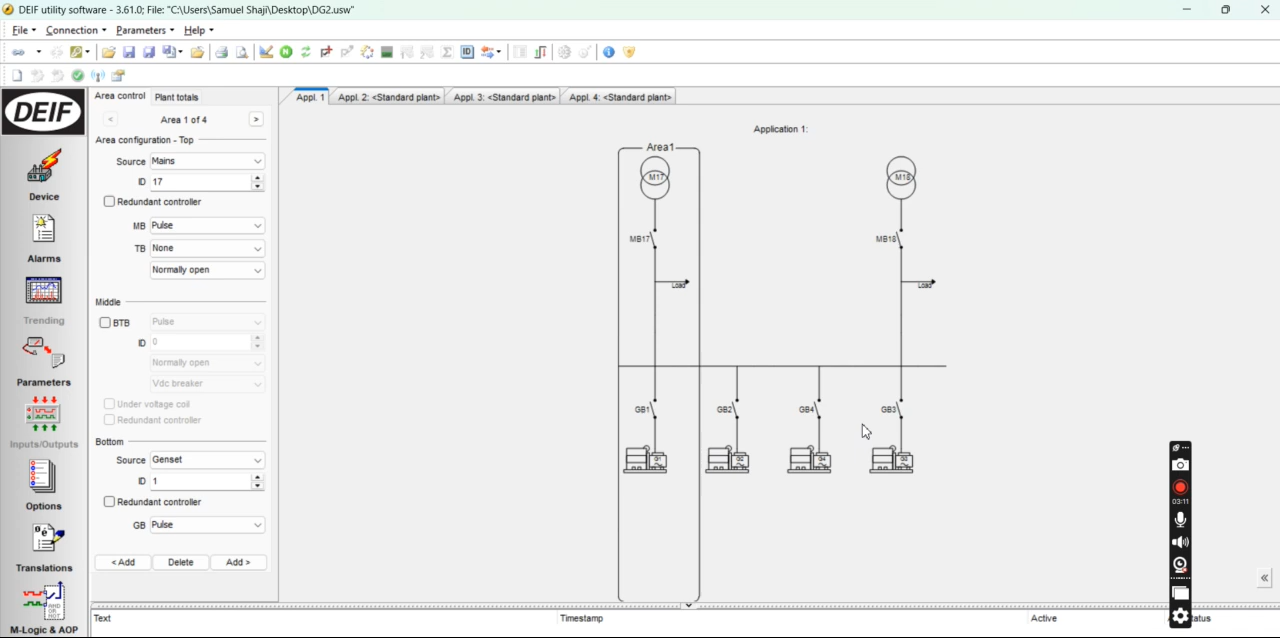 DEIF utility software - 3.61.0; File: "C:\Users\Samuel Shaji\Desktop\DG2.usw"
File Connection Parameters Help
ID
DEIF
Device
Alarms
Trending
Parameters
Inputs/Outputs
Options
Translations
M-Logic & AOP
Area control Plant totals
< Area 1 of 4 >
Area configuration - Top
Source Mains
ID 17
Redundant controller
MB Pulse
TB None
Normally open
Middle
BTB Pulse
ID 0
Normally open
Vdc breaker
Under voltage coil
Redundant controller
Bottom
Source Genset
ID 1
Redundant controller
GB Pulse
< Add Delete Add >
Appl. 1 Appl. 2: <Standard plant> Appl. 3: <Standard plant> Appl. 4: <Standard plant>
Application 1:
Area1
M17 M18
MB17 MB18
Load Load
GB1 GB2 GB4 GB3
03:11
Text Timestamp Active